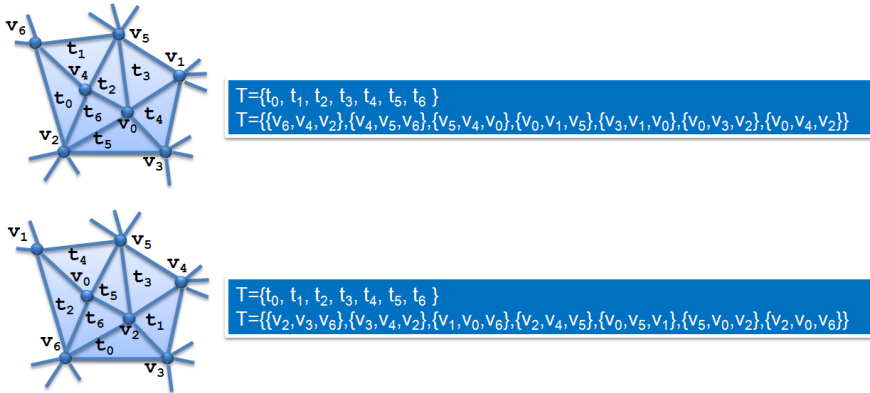 v₆
v₅
t₁
v₁
v₄
t₃
t₂
t₀
t₄
t₆
v₀
v₂
t₅
v₃
T={t₀, t₁, t₂, t₃, t₄, t₅, t₆ }
T={{v₆,v₄,v₂},{v₄,v₅,v₆},{v₅,v₄,v₀},{v₀,v₁,v₅},{v₃,v₁,v₀},{v₀,v₃,v₂},{v₀,v₄,v₂}}
v₁
v₅
t₄
v₄
v₀
t₃
t₅
t₂
t₆
t₁
v₂
v₆
t₀
v₃
T={t₀, t₁, t₂, t₃, t₄, t₅, t₆ }
T={{v₂,v₃,v₆},{v₃,v₄,v₂},{v₁,v₀,v₆},{v₂,v₄,v₅},{v₀,v₅,v₁},{v₅,v₀,v₂},{v₂,v₀,v₆}}